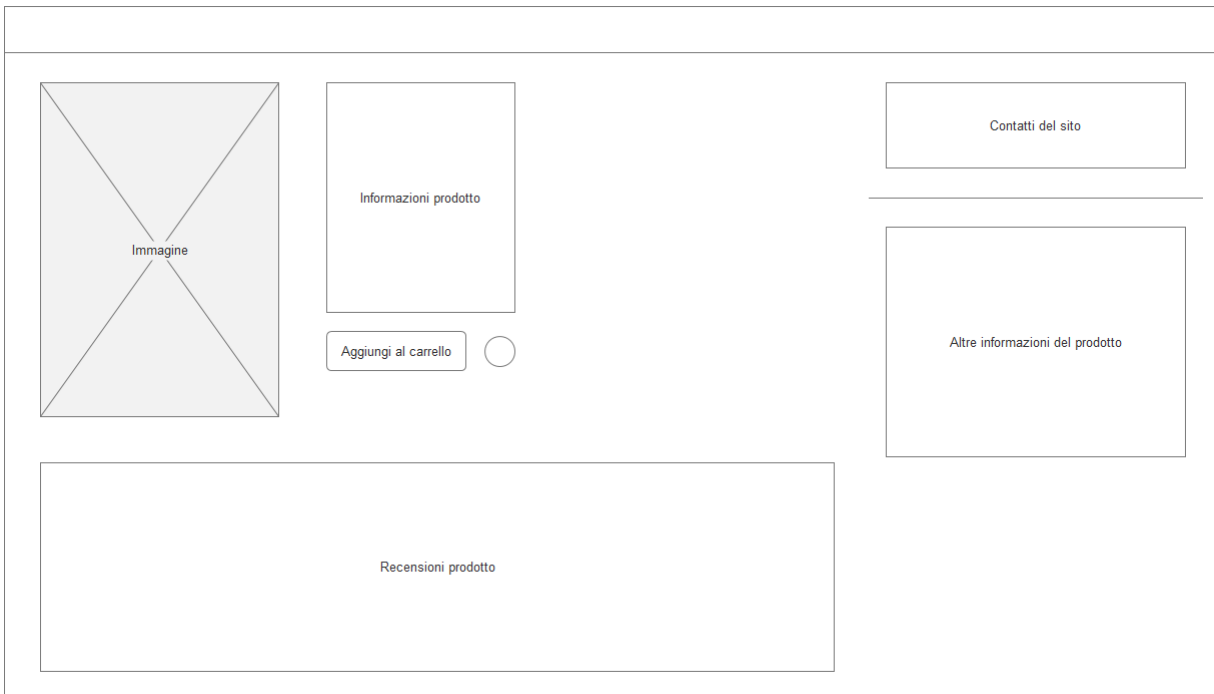 Contatti del sito
Informazioni prodotto
Immagine
Aggiungi al carrello
Altre informazioni del prodotto
Recensioni prodotto